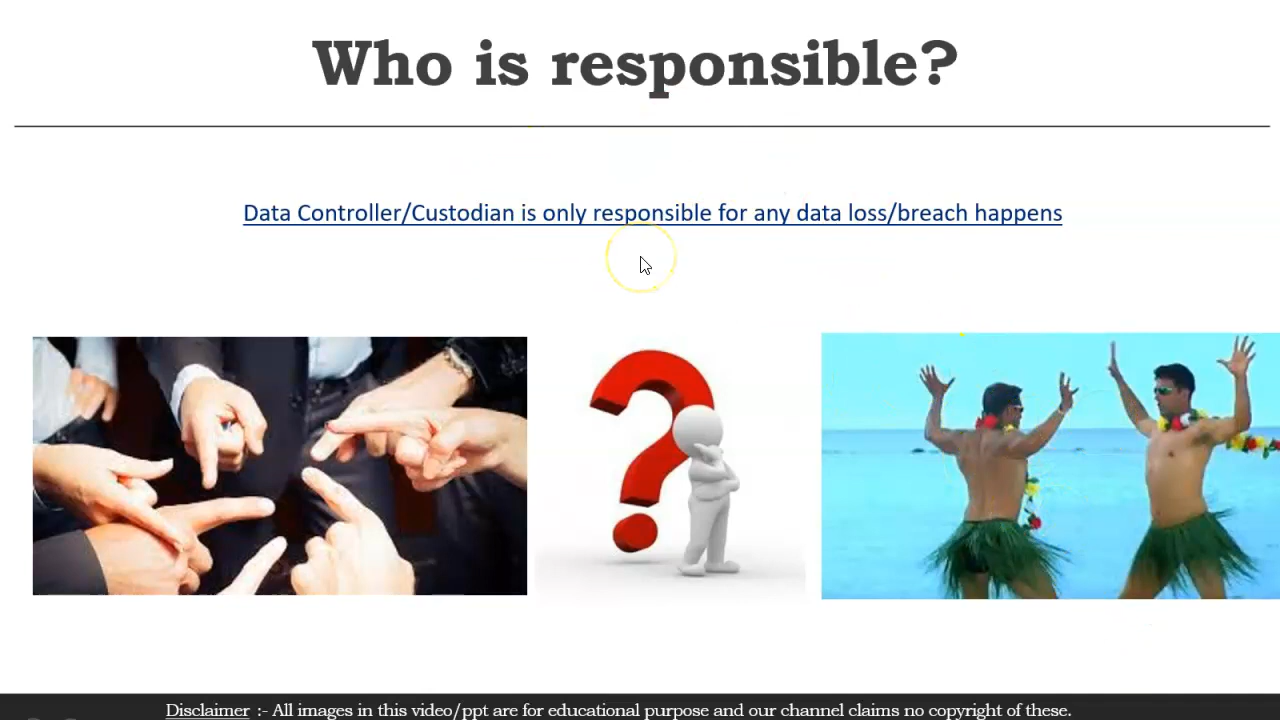 Who is responsible?
Data Controller/Custodian is only responsible for any data loss/breach happens
Disclaimer :- All images in this video/ppt are for educational purpose and our channel claims no copyright of these.